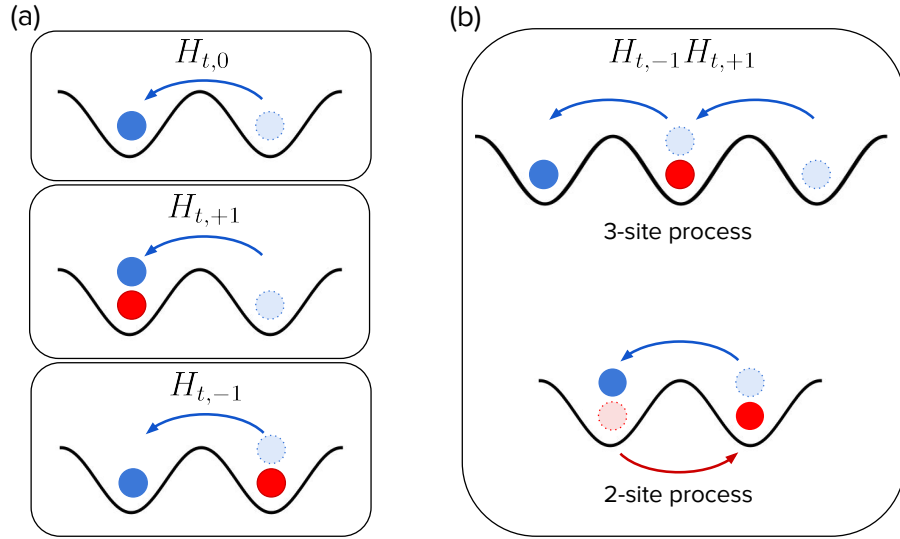 (a)
H_{t,0}
H_{t,+1}
H_{t,-1}
(b)
H_{t,-1}H_{t,+1}
3-site process
2-site process